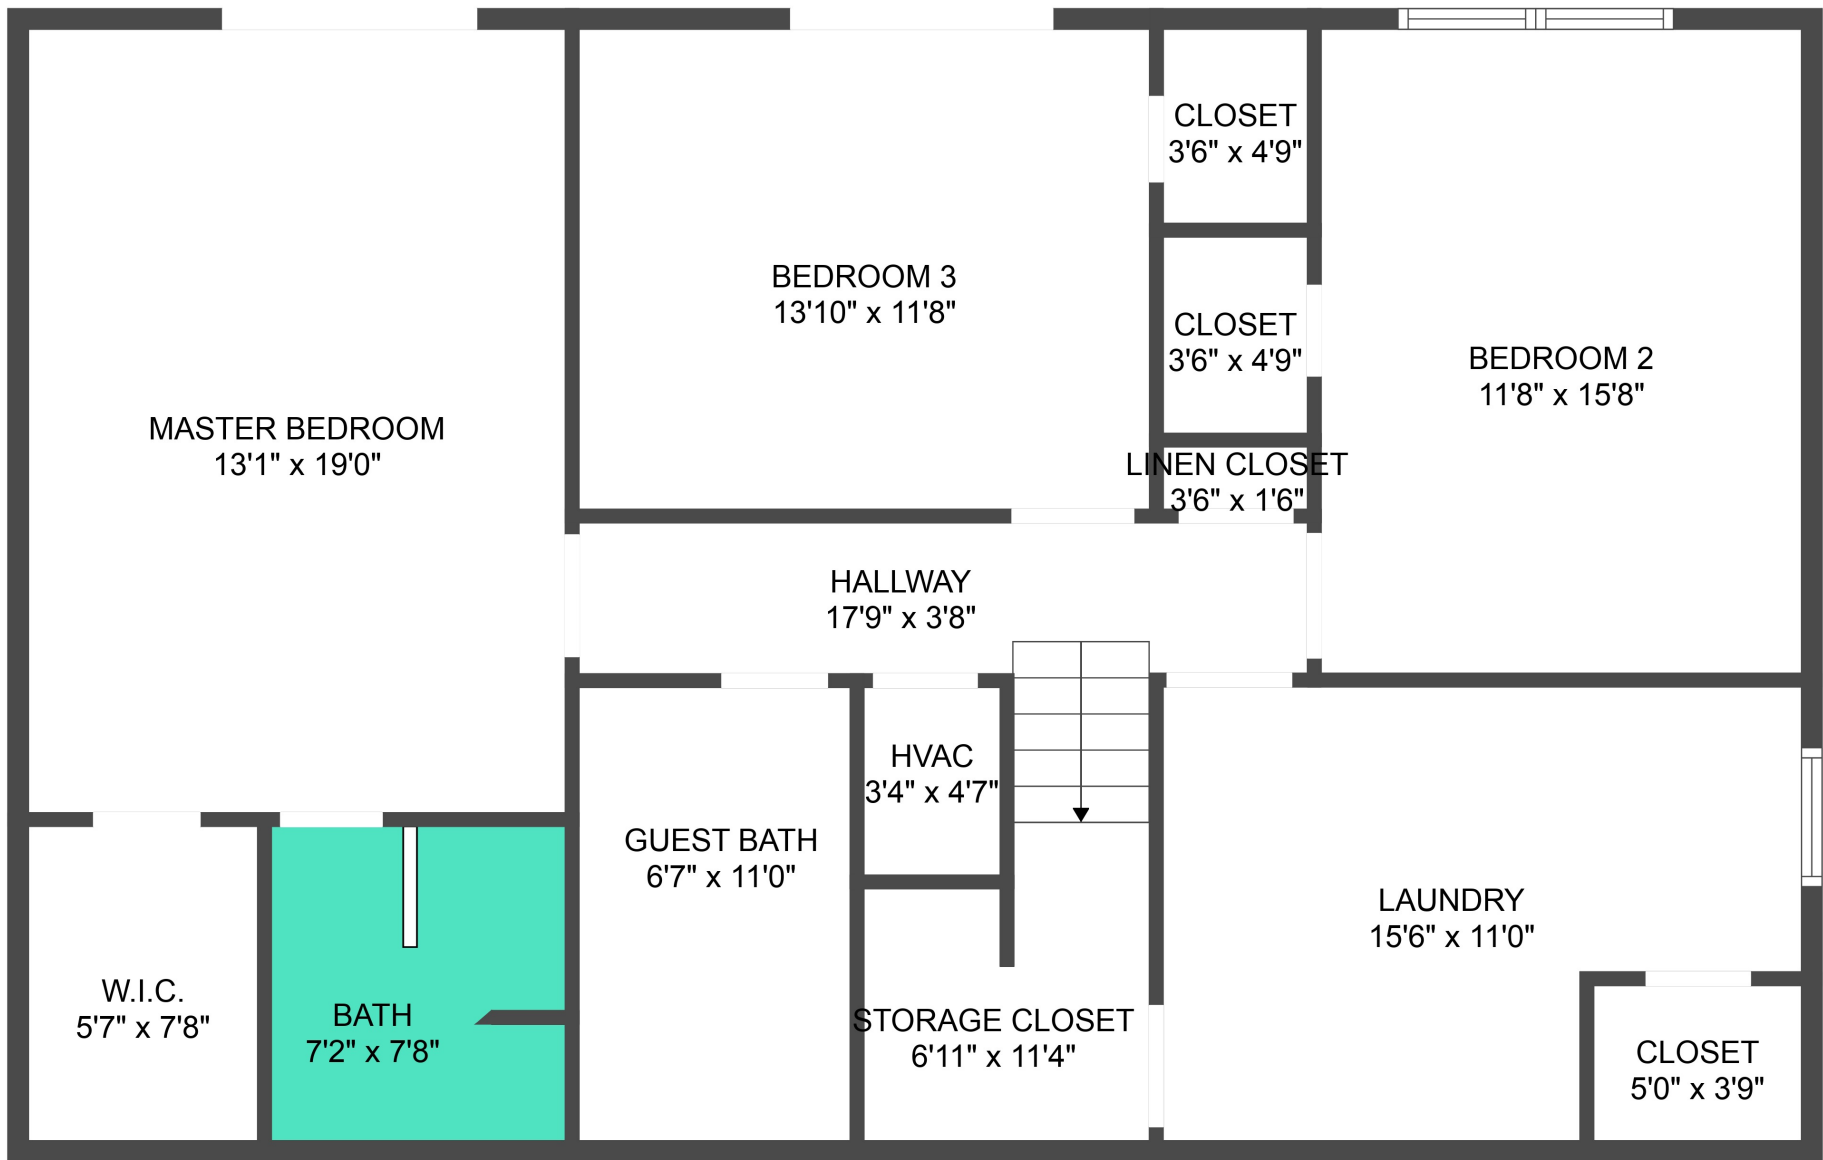 CLOSET
3'6" x 4'9"
BEDROOM 3
13'10" x 11'8"
CLOSET
3'6" x 4'9"
BEDROOM 2
11'8" x 15'8"
MASTER BEDROOM
13'1" x 19'0"
LINEN CLOSET
3'6" x 1'6"
HALLWAY
17'9" x 3'8"
HVAC
3'4" x 4'7"
GUEST BATH
6'7" x 11'0"
LAUNDRY
15'6" x 11'0"
W.I.C.
5'7" x 7'8"
BATH
7'2" x 7'8"
STORAGE CLOSET
6'11" x 11'4"
CLOSET
5'0" x 3'9"